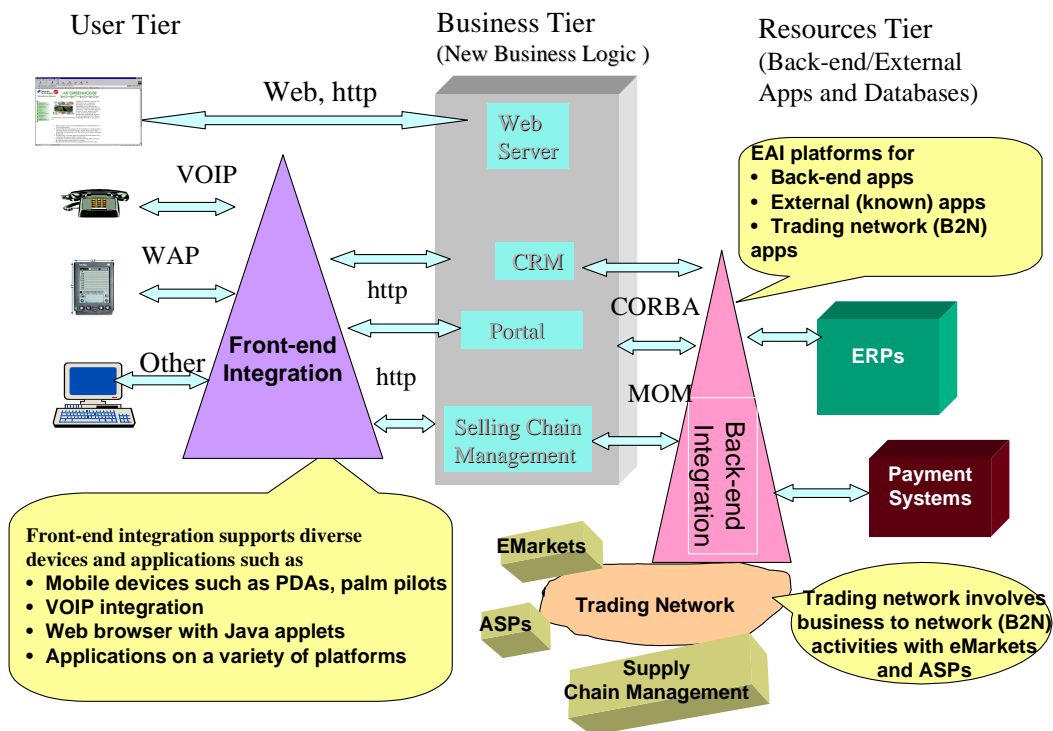 User Tier
Business Tier
(New Business Logic )
Resources Tier
(Back-end/External
Apps and Databases)
Web, http
Web
Server
VOIP
WAP
Other
Front-end
Integration
http
http
CRM
Portal
Selling Chain
Management
CORBA
MOM
Back-end
Integration
EAI platforms for
• Back-end apps
• External (known) apps
• Trading network (B2N)
apps
ERPs
Payment
Systems
Front-end integration supports diverse
devices and applications such as
• Mobile devices such as PDAs, palm pilots
• VOIP integration
• Web browser with Java applets
• Applications on a variety of platforms
EMarkets
ASPs
Trading Network
Supply
Chain Management
Trading network involves
business to network (B2N)
activities with eMarkets
and ASPs